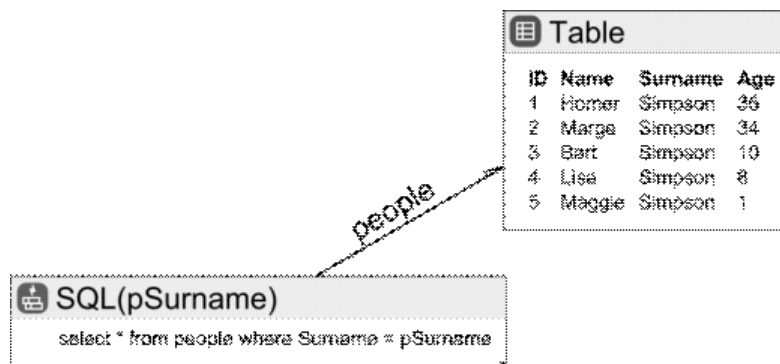 Table
ID Name Surname Age
1 Homer Simpson 36
2 Marge Simpson 34
3 Bart Simpson 10
4 Lisa Simpson 8
5 Maggie Simpson 1
people
SQL(pSurname)
select * from people where Surname = pSurname